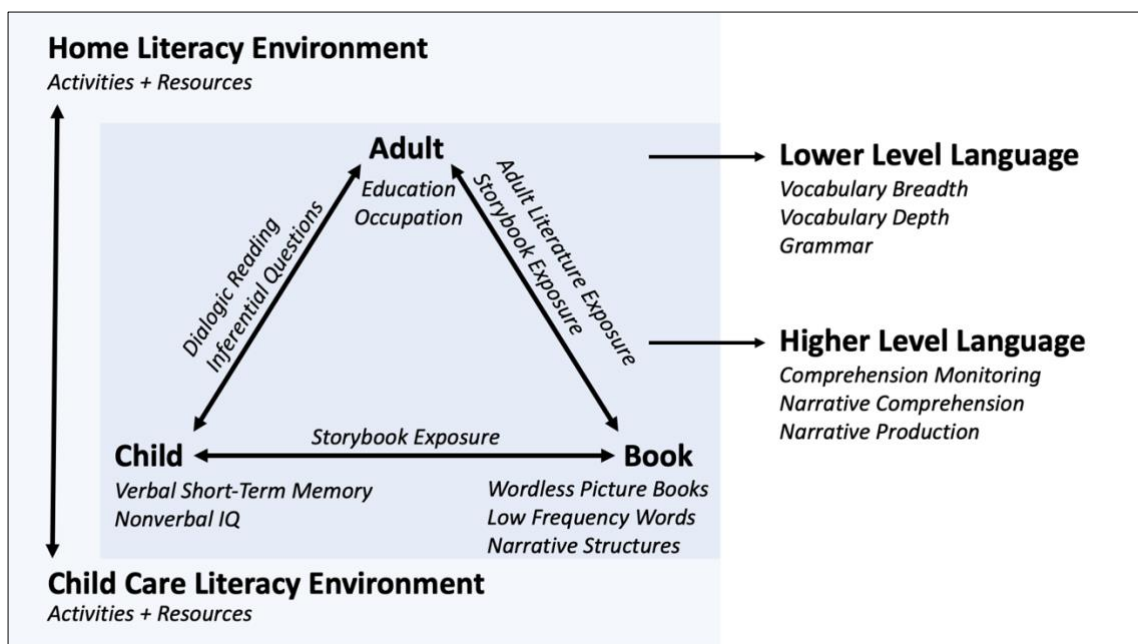 Home Literacy Environment
Activities + Resources
Adult
Education
Occupation
Dialogic Reading
Inferential Questions
Adult Literature Exposure
Storybook Exposure
Lower Level Language
Vocabulary Breadth
Vocabulary Depth
Grammar
Higher Level Language
Comprehension Monitoring
Narrative Comprehension
Narrative Production
Storybook Exposure
Child
Verbal Short-Term Memory
Nonverbal IQ
Book
Wordless Picture Books
Low Frequency Words
Narrative Structures
Child Care Literacy Environment
Activities + Resources